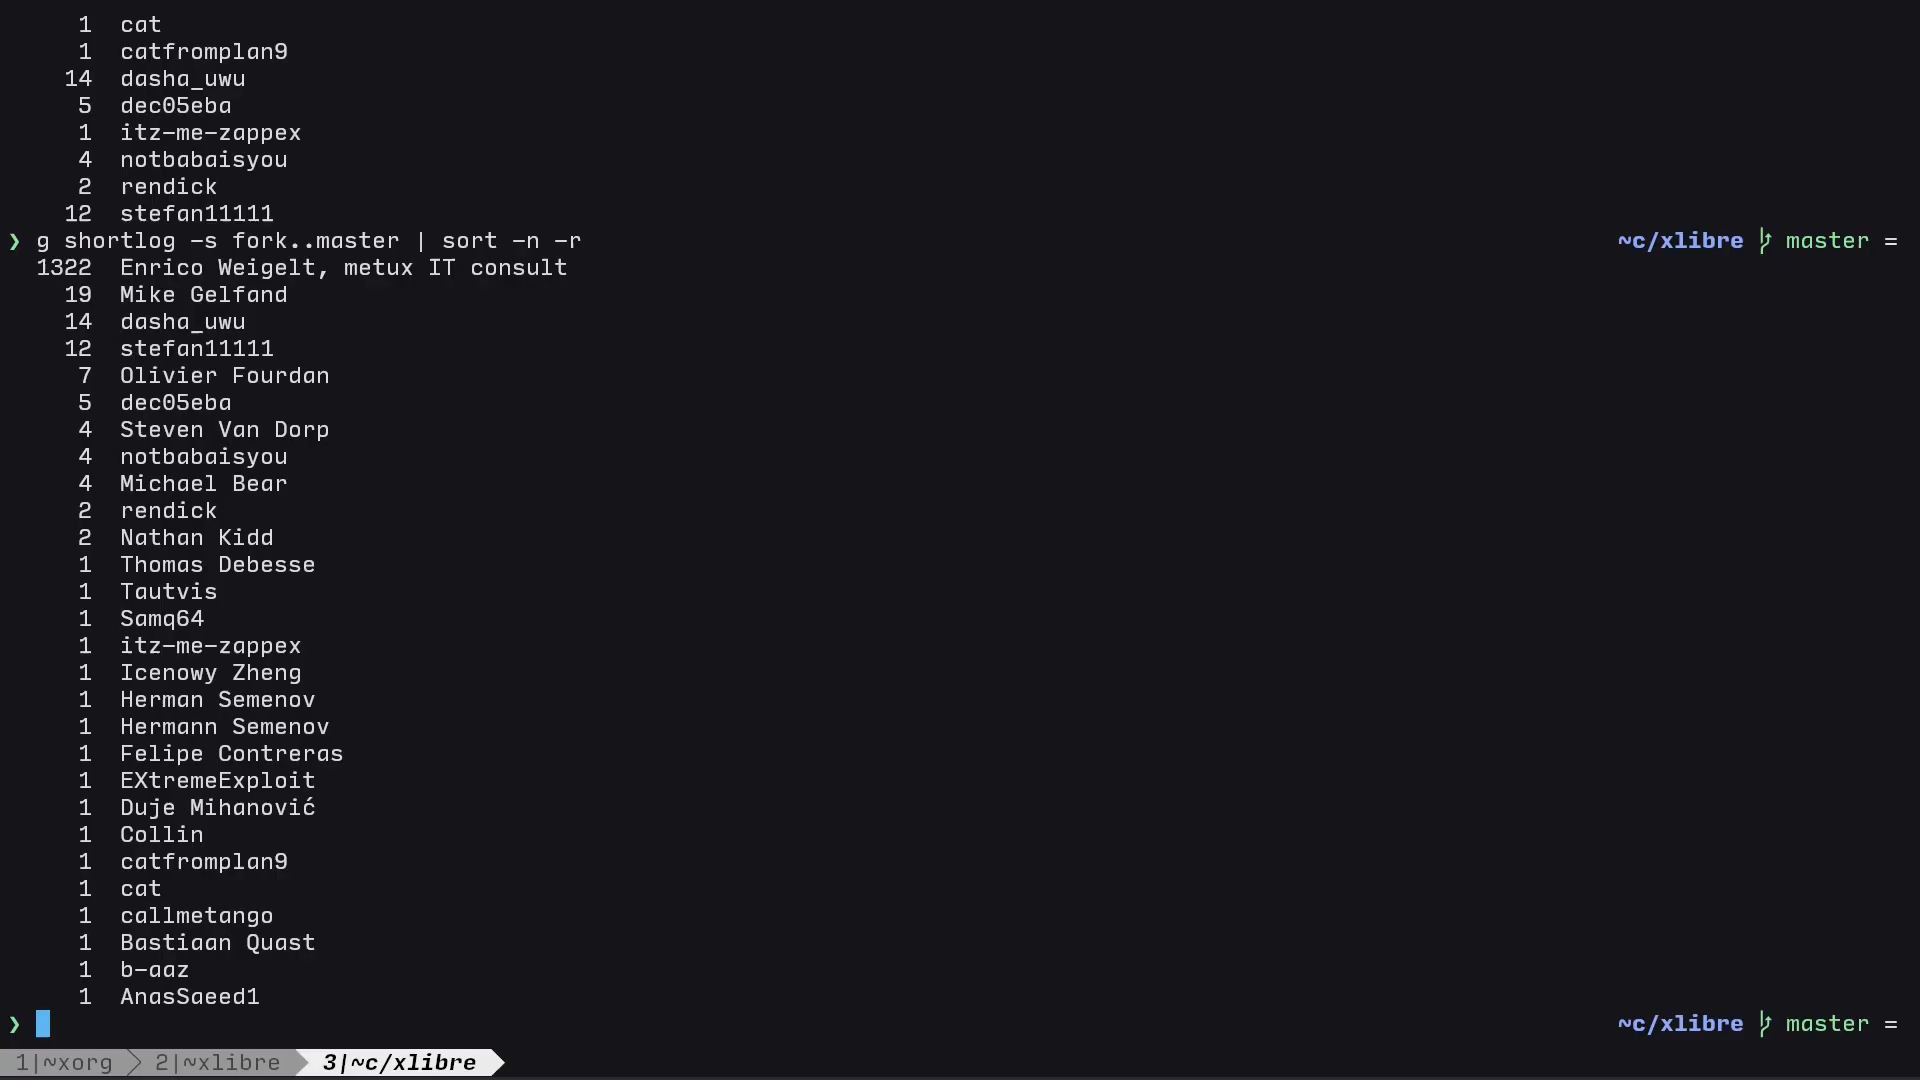 1 cat
1 catfromplan9
14 dasha_uwu
5 dec05eba
1 itz-me-zappex
4 notbabaisyou
2 rendick
12 stefan11111
❯ g shortlog -s fork..master | sort -n -r ~c/xlibre master =
1322 Enrico Weigelt, metux IT consult
19 Mike Gelfand
14 dasha_uwu
12 stefan11111
7 Olivier Fourdan
5 dec05eba
4 Steven Van Dorp
4 notbabaisyou
4 Michael Bear
2 rendick
2 Nathan Kidd
1 Thomas Debesse
1 Tautvis
1 Samq64
1 itz-me-zappex
1 Icenowy Zheng
1 Herman Semenov
1 Hermann Semenov
1 Felipe Contreras
1 EXtremeExploit
1 Duje Mihanović
1 Collin
1 catfromplan9
1 cat
1 callmetango
1 Bastiaan Quast
1 b-aaz
1 AnasSaeed1
❯ ~c/xlibre master =
1|~xorg 2|~xlibre 3|~c/xlibre